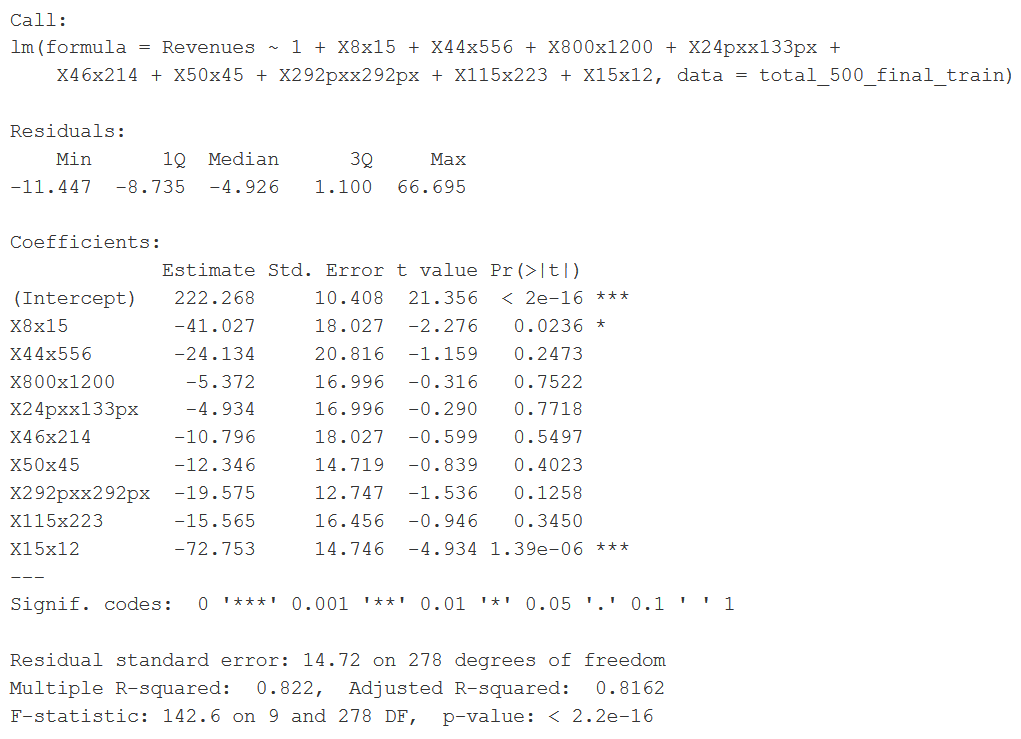 Call:
lm(formula = Revenues ~ 1 + X8x15 + X44x556 + X800x1200 + X24pxx133px +
    X46x214 + X50x45 + X292pxx292px + X115x223 + X15x12, data = total_500_final_train)

Residuals:
    Min      1Q  Median      3Q     Max
-11.447  -8.735  -4.926   1.100  66.695

Coefficients:
             Estimate Std. Error t value Pr(>|t|)
(Intercept)   222.268     10.408  21.356  < 2e-16 ***
X8x15         -41.027     18.027  -2.276   0.0236 *
X44x556       -24.134     20.816  -1.159   0.2473
X800x1200      -5.372     16.996  -0.316   0.7522
X24pxx133px    -4.934     16.996  -0.290   0.7718
X46x214       -10.796     18.027  -0.599   0.5497
X50x45        -12.346     14.719  -0.839   0.4023
X292pxx292px  -19.575     12.747  -1.536   0.1258
X115x223      -15.565     16.456  -0.946   0.3450
X15x12        -72.753     14.746  -4.934 1.39e-06 ***
---
Signif. codes:  0 '***' 0.001 '**' 0.01 '*' 0.05 '.' 0.1 ' ' 1

Residual standard error: 14.72 on 278 degrees of freedom
Multiple R-squared:  0.822,  Adjusted R-squared:  0.8162
F-statistic: 142.6 on 9 and 278 DF,  p-value: < 2.2e-16